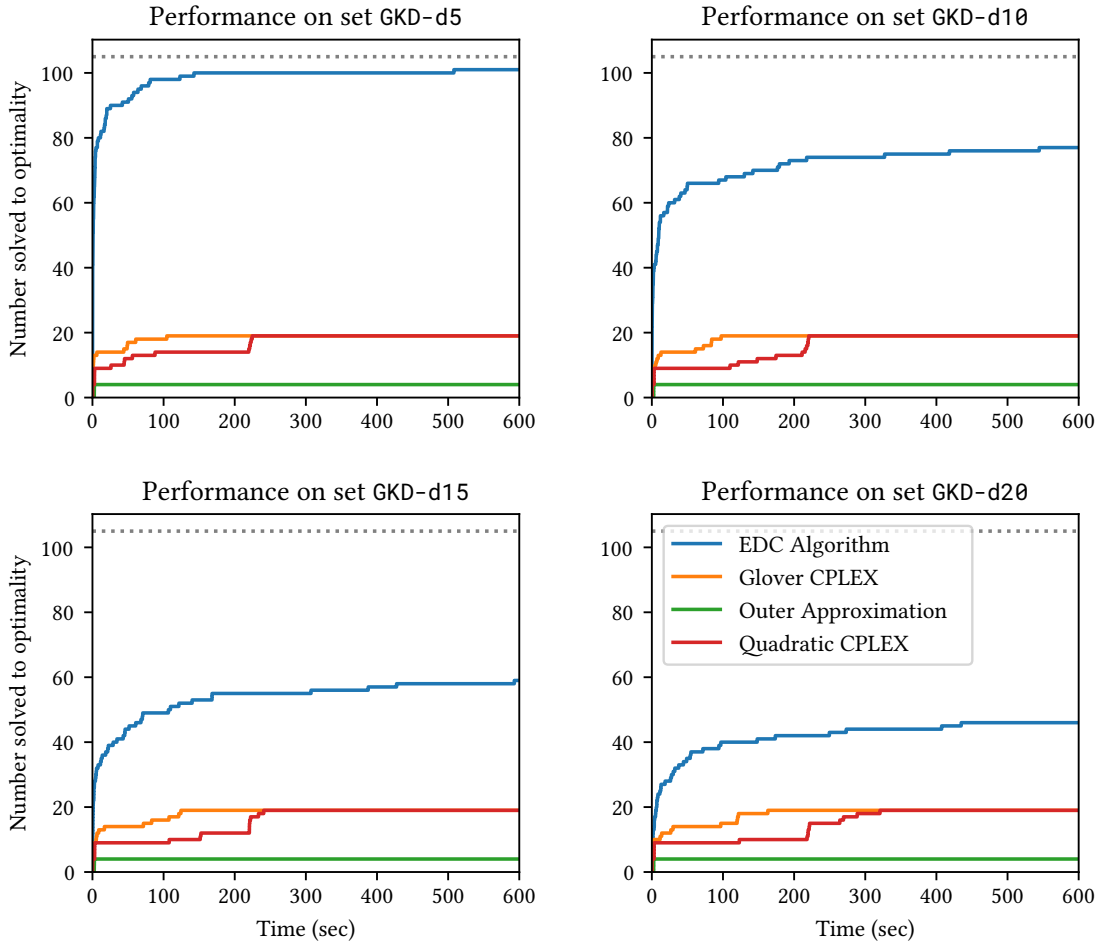 Performance on set GKD-d5
Number solved to optimality
100
80
60
40
20
0
0 100 200 300 400 500 600
Performance on set GKD-d10
100
80
60
40
20
0
0 100 200 300 400 500 600
Performance on set GKD-d15
Number solved to optimality
100
80
60
40
20
0
0 100 200 300 400 500 600
Time (sec)
Performance on set GKD-d20
100
80
60
40
20
0
EDC Algorithm
Glover CPLEX
Outer Approximation
Quadratic CPLEX
0 100 200 300 400 500 600
Time (sec)